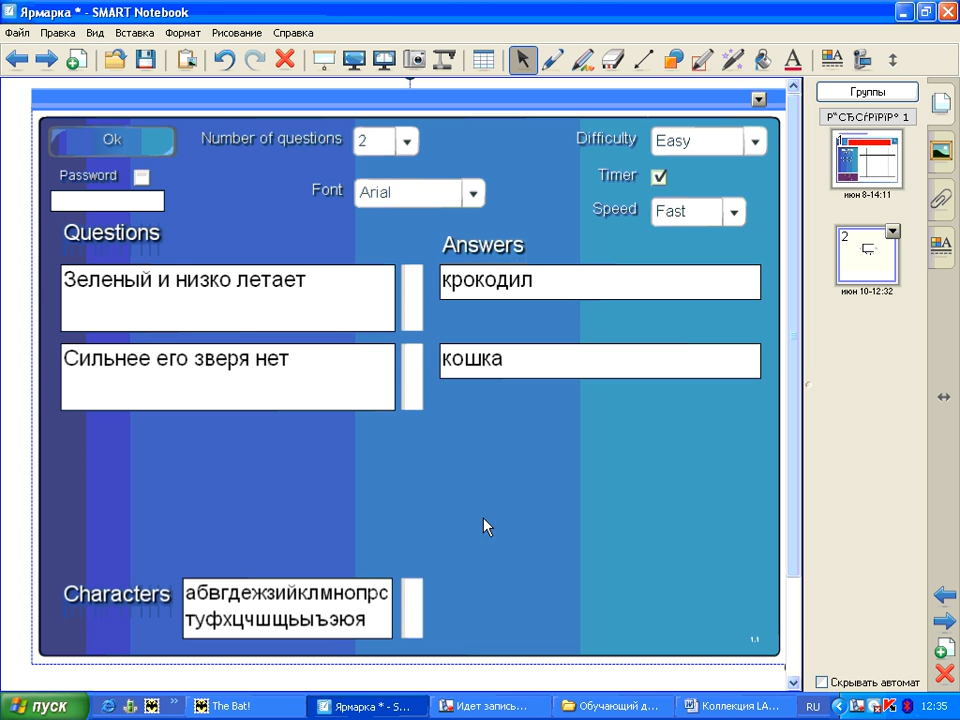 Ярмарка * - SMART Notebook
Файл Правка Вид Вставка Формат Рисование Справка
Группы
Ok
Number of questions 2
Difficulty Easy
Password
Font Arial
Timer
Speed Fast
Questions
Answers
Зеленый и низко летает
крокодил
Сильнее его зверя нет
кошка
Characters
абвгдежзийклмнопрс
туфхцчшщьыъэюя
1.1
июн 8-14:11
2
июн 10-12:32
Скрывать автомат
пуск
The Bat!
Ярмарка * - S...
Идет запись...
Обучающий д...
Коллекция LA...
RU
12:35